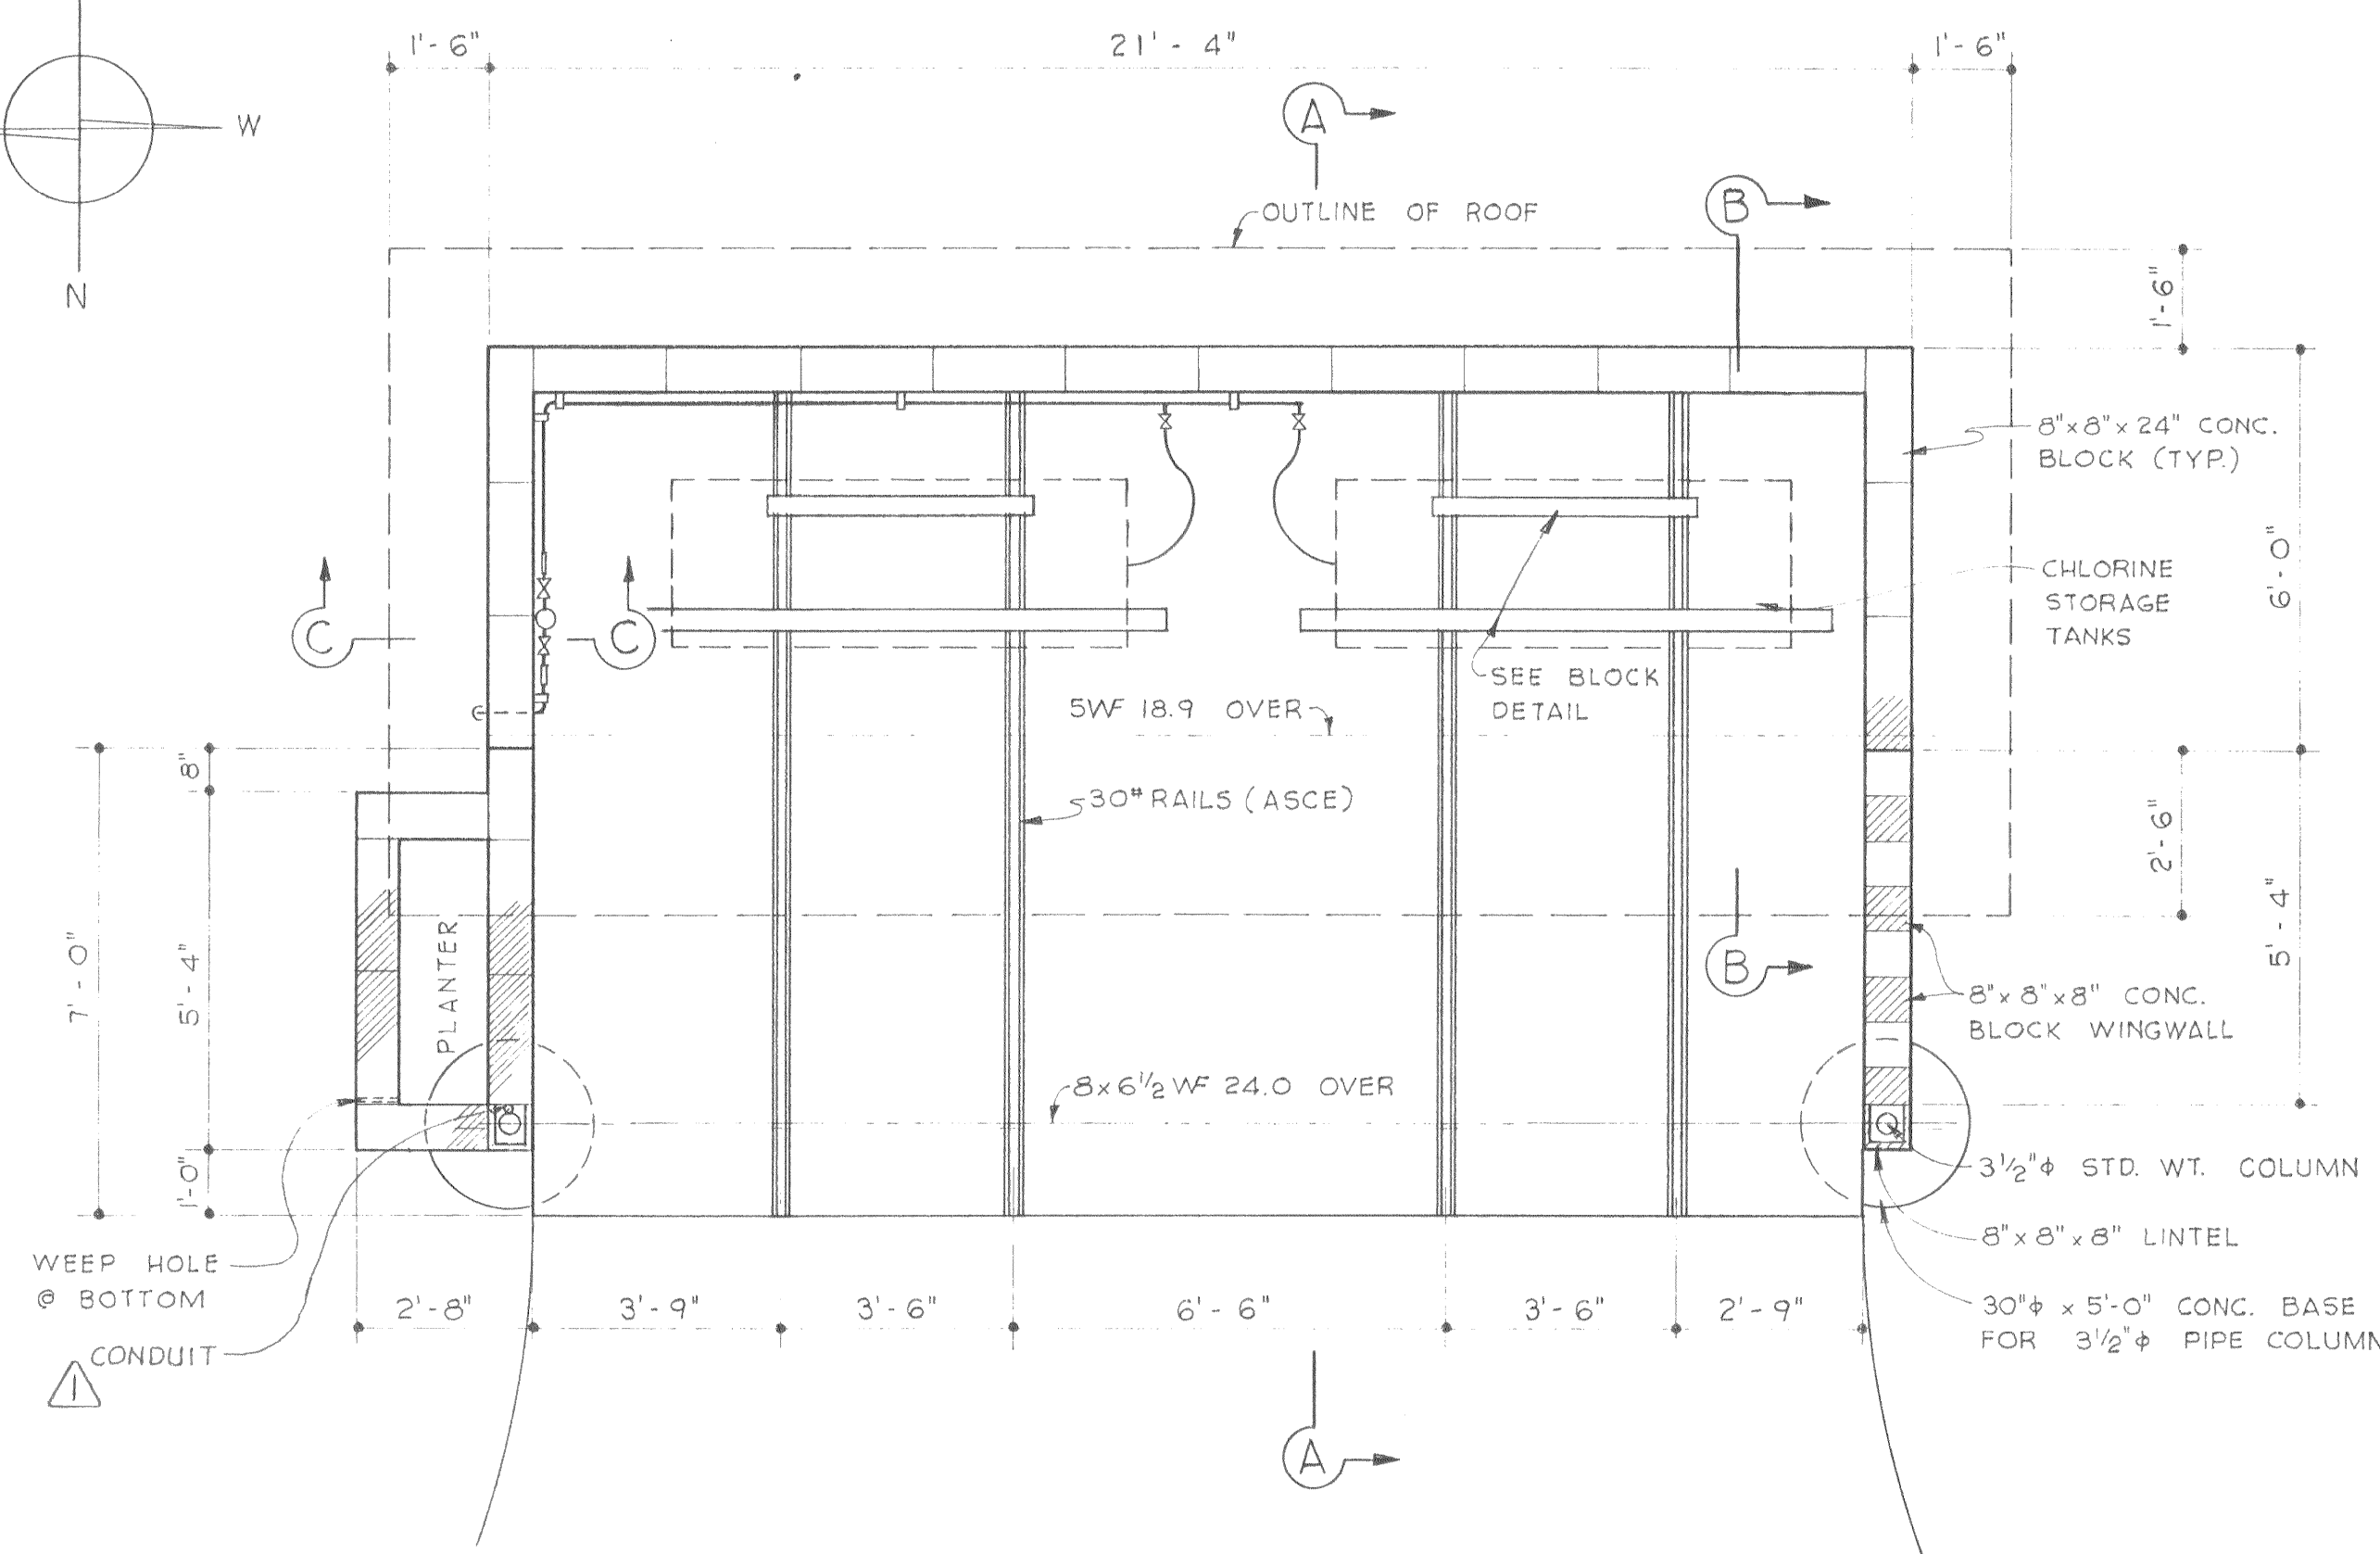 1'-6"
21'- 4"
1'-6"
W
N
A
B
OUTLINE OF ROOF
1'-6"
8"x8"x24" CONC.
BLOCK (TYP.)
6'-0"
CHLORINE
STORAGE
TANKS
C
C
SEE BLOCK
DETAIL
5WF 18.9 OVER
8"
30# RAILS (ASCE)
2'-6"
7'-0"
5'-4"
PLANTER
B
5'-4"
8"x8"x8" CONC.
BLOCK WINGWALL
8x6½WF 24.0 OVER
1'-0"
3½"ϕ STD. WT. COLUMN
8"x8"x8" LINTEL
WEEP HOLE
@ BOTTOM
30"ϕ x 5'-0" CONC. BASE
FOR 3½"ϕ PIPE COLUMN
2'-8"
3'-9"
3'-6"
6'-6"
3'-6"
2'-9"
CONDUIT
1
A